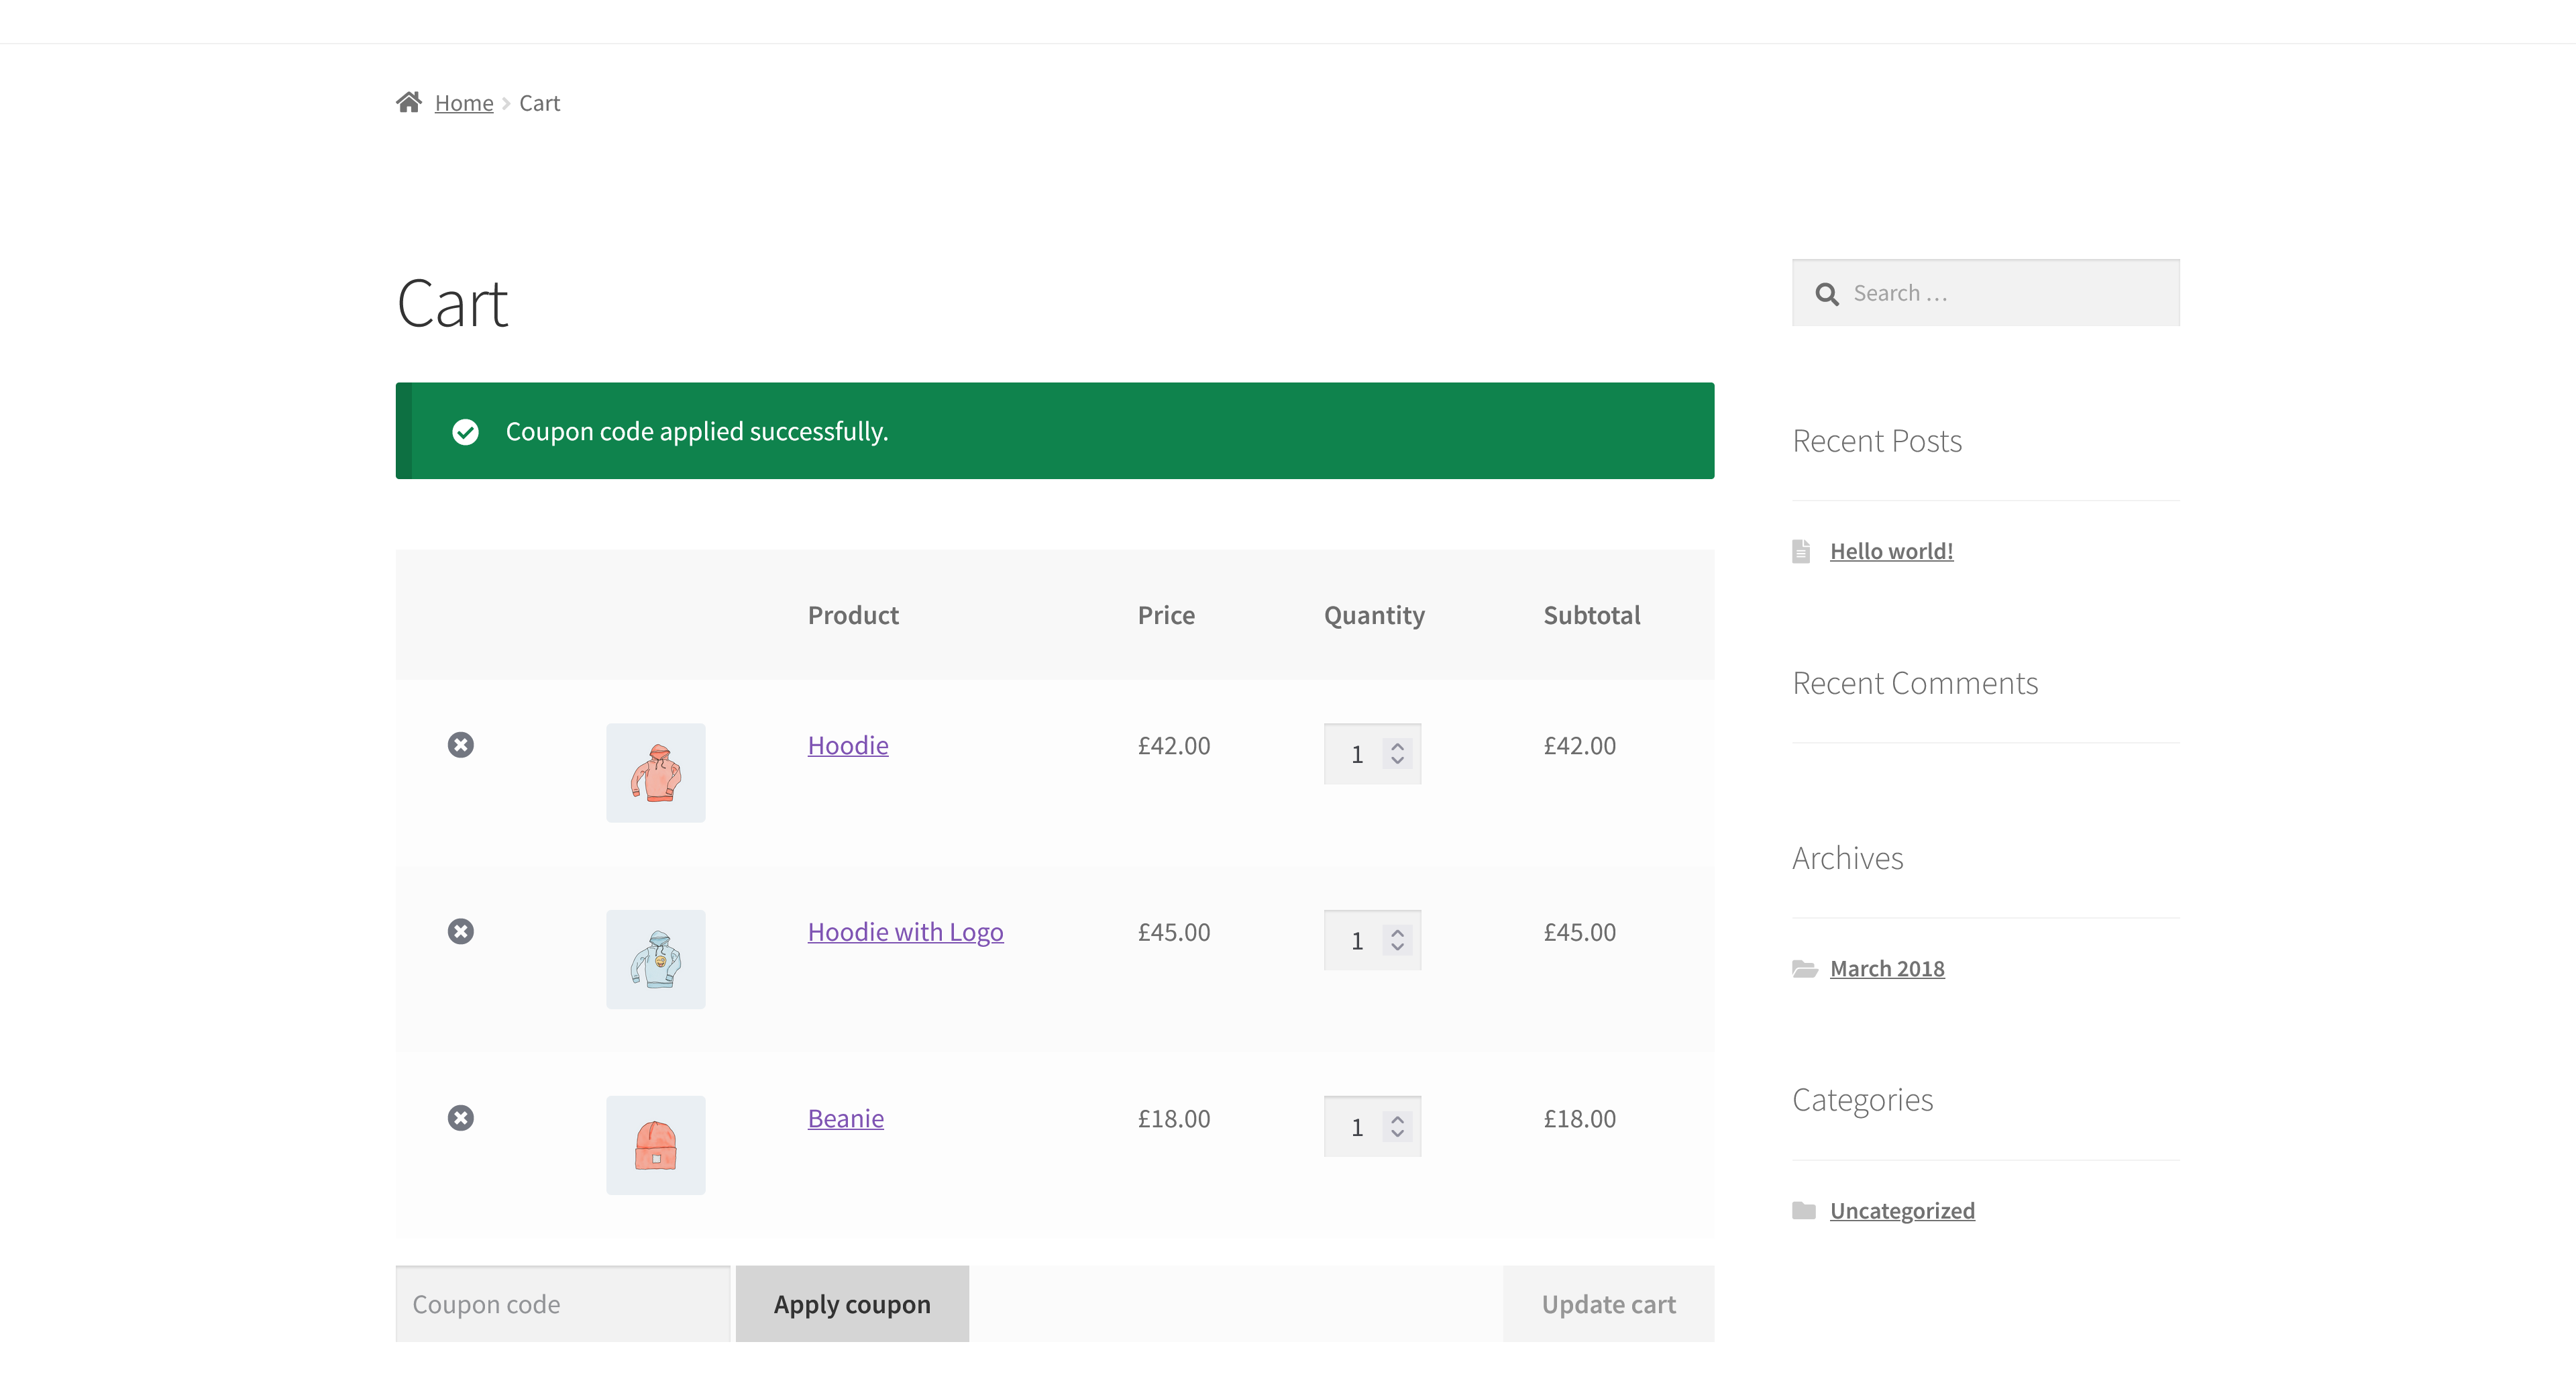 Home Cart
Cart
Coupon code applied successfully.
Product Price Quantity Subtotal
Hoodie £42.00 1 £42.00
Hoodie with Logo £45.00 1 £45.00
Beanie £18.00 1 £18.00
Coupon code Apply coupon Update cart
Search …
Recent Posts
Hello world!
Recent Comments
Archives
March 2018
Categories
Uncategorized